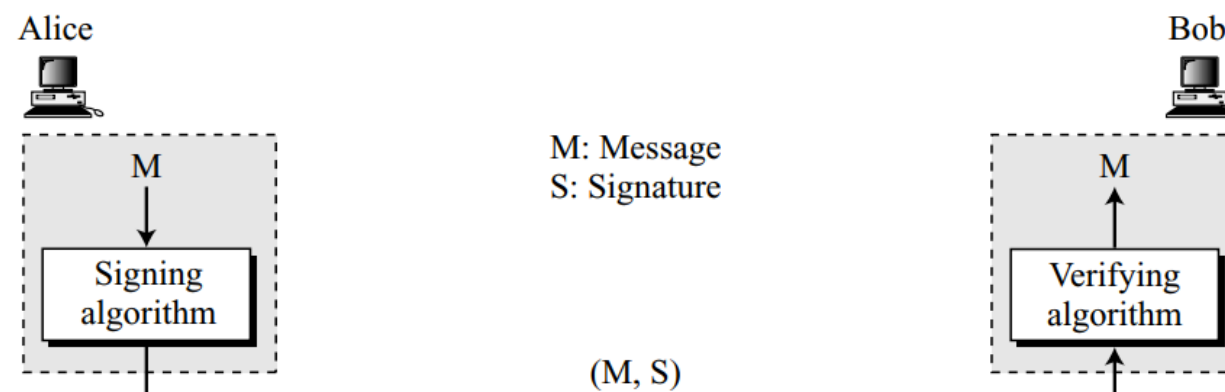 Alice
Bob
M: Message
S: Signature
M
M
Signing
algorithm
Verifying
algorithm
(M, S)